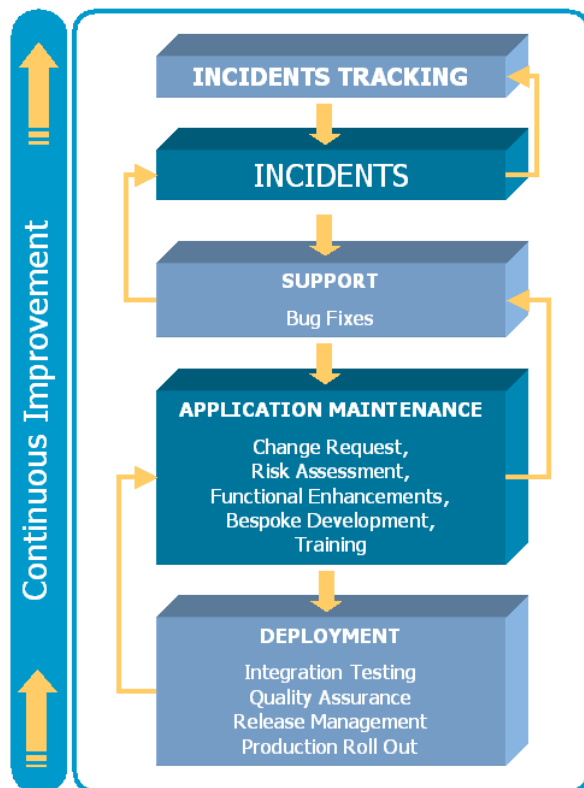 Continuous Improvement
INCIDENTS TRACKING
INCIDENTS
SUPPORT
Bug Fixes
APPLICATION MAINTENANCE
Change Request,
Risk Assessment,
Functional Enhancements,
Bespoke Development,
Training
DEPLOYMENT
Integration Testing
Quality Assurance
Release Management
Production Roll Out